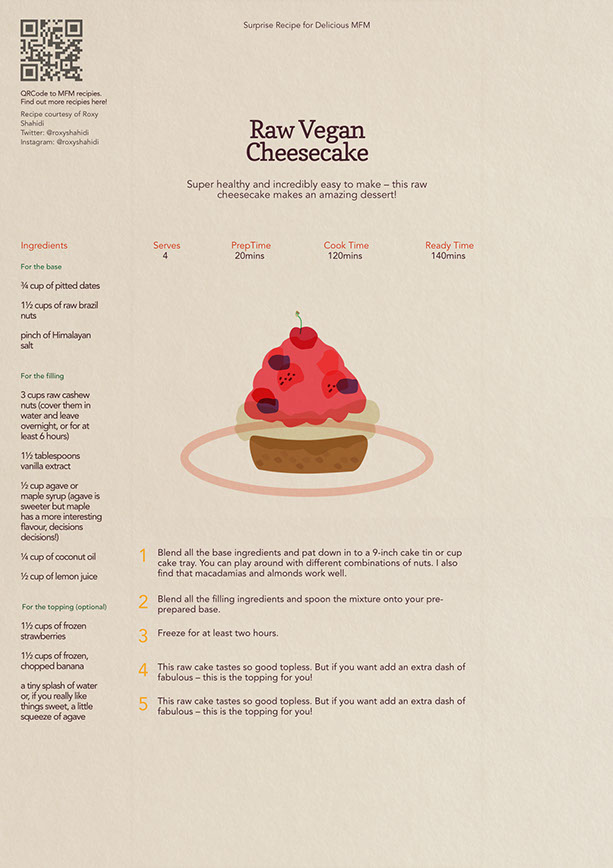 Surprise Recipe for Delicious MFM
QRCode to MFM recipies.
Find out more recipies here!
Recipe courtesy of Roxy
Shahidi
Twitter: @roxyshahidi
Instagram: @roxyshahidi
Raw Vegan
Cheesecake
Super healthy and incredibly easy to make – this raw
cheesecake makes an amazing dessert!
Serves
4
PrepTime
20mins
Cook Time
120mins
Ready Time
140mins
Ingredients
For the base
¾ cup of pitted dates
1½ cups of raw brazil
nuts
pinch of Himalayan
salt
For the filling
3 cups raw cashew
nuts (cover them in
water and leave
overnight, or for at
least 6 hours)
1½ tablespoons
vanilla extract
½ cup agave or
maple syrup (agave is
sweeter but maple
has a more interesting
flavour, decisions
decisions!)
¼ cup of coconut oil
½ cup of lemon juice
For the topping (optional)
1½ cups of frozen
strawberries
1½ cups of frozen,
chopped banana
a tiny splash of water
or, if you really like
things sweet, a little
squeeze of agave
1 Blend all the base ingredients and pat down in to a 9-inch cake tin or cup
cake tray. You can play around with different combinations of nuts. I also
find that macadamias and almonds work well.
2 Blend all the filling ingredients and spoon the mixture onto your pre-
prepared base.
3 Freeze for at least two hours.
4 This raw cake tastes so good topless. But if you want add an extra dash of
fabulous – this is the topping for you!
5 This raw cake tastes so good topless. But if you want add an extra dash of
fabulous – this is the topping for you!